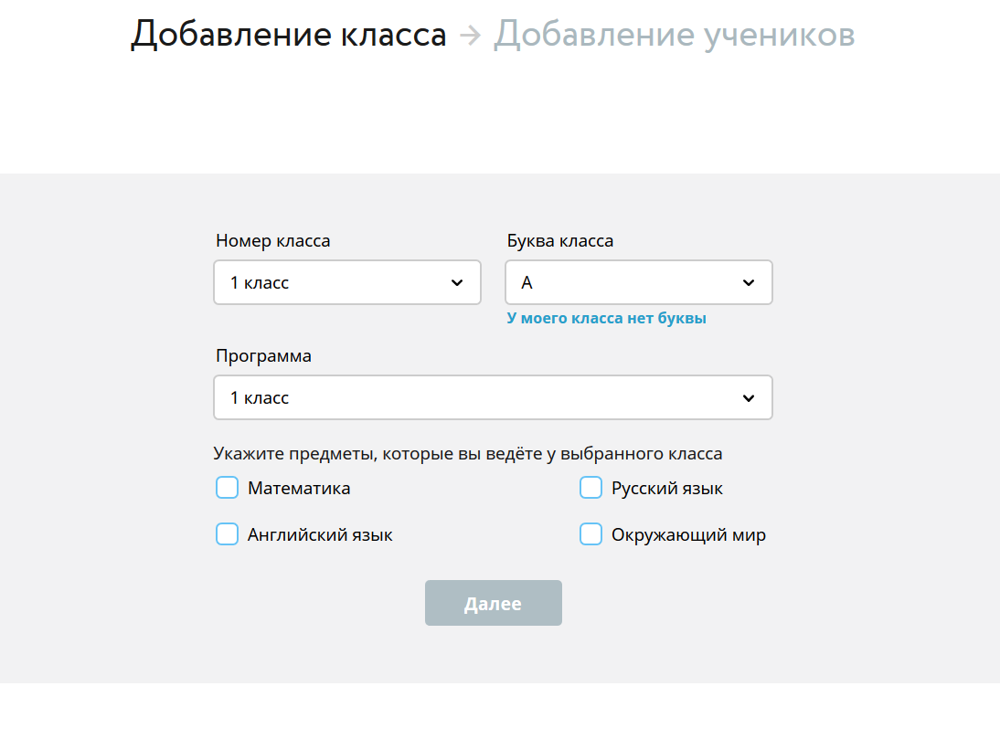 Добавление класса → Добавление учеников
Номер класса Буква класса
1 класс А
У моего класса нет буквы
Программа
1 класс
Укажите предметы, которые вы ведёте у выбранного класса
Математика Русский язык
Английский язык Окружающий мир
Далее